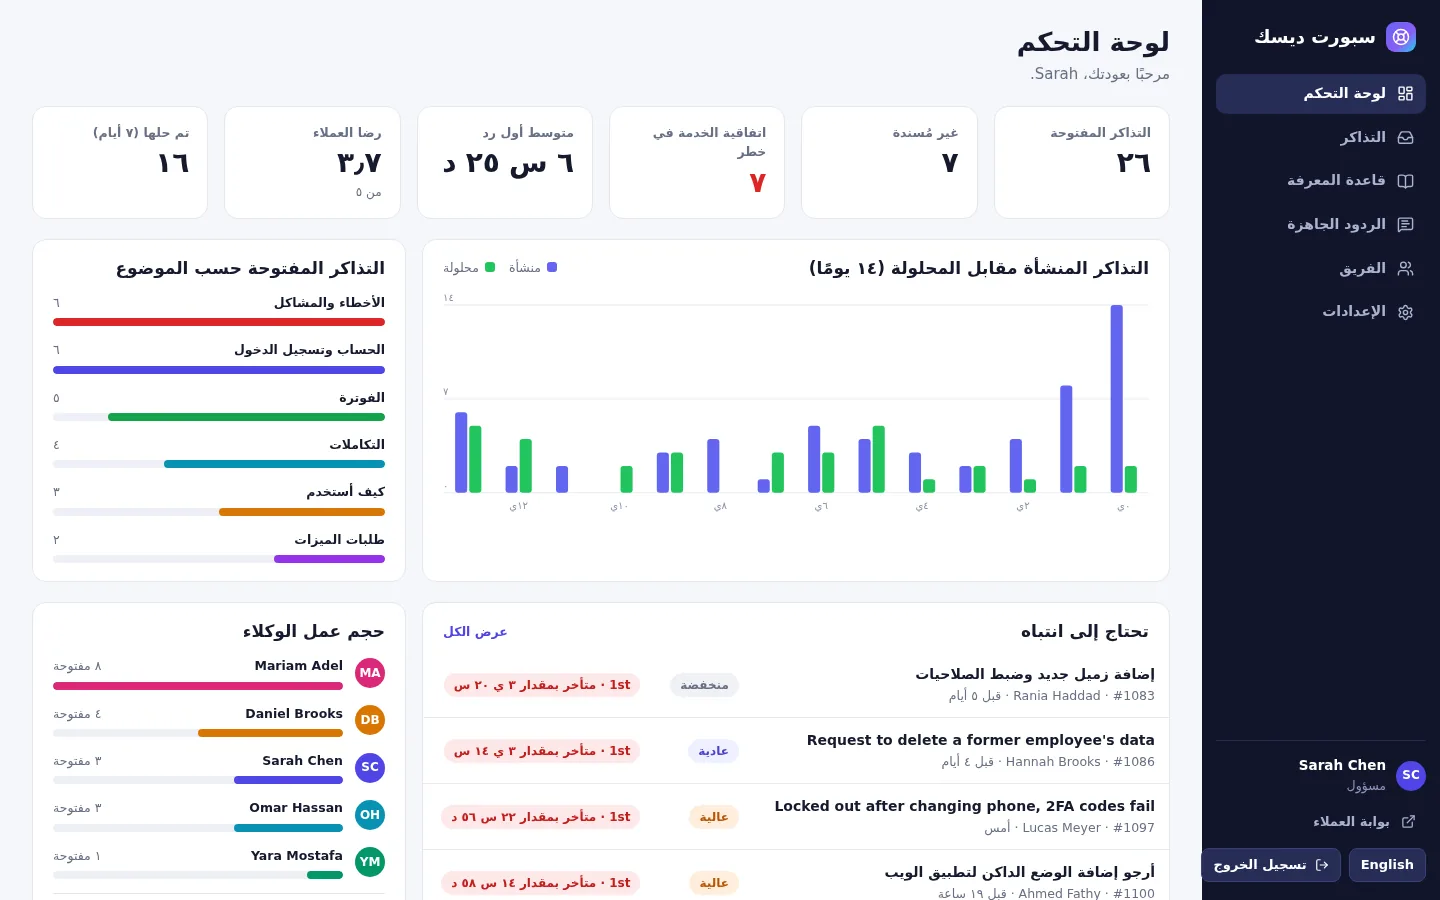 سبورت ديسك
لوحة التحكم
التذاكر
قاعدة المعرفة
الردود الجاهزة
الفريق
الإعدادات
SC
Sarah Chen
مسؤول
بوابة العملاء
English
تسجيل الخروج
لوحة التحكم
مرحبًا بعودتك، Sarah.
التذاكر المفتوحة
٢٦
غير مُسندة
٧
اتفاقية الخدمة في
خطر
٧
متوسط أول رد
٦ س ٢٥ د
رضا العملاء
٣٫٧
من ٥
تم حلها (٧ أيام)
١٦
التذاكر المنشأة مقابل المحلولة (١٤ يومًا)
منشأة
محلولة
١٤
٧
٠
٠ي
٢ي
٤ي
٦ي
٨ي
١٠ي
١٢ي
التذاكر المفتوحة حسب الموضوع
الأخطاء والمشاكل ٦
الحساب وتسجيل الدخول ٦
الفوترة ٥
التكاملات ٤
كيف أستخدم ٣
طلبات الميزات ٢
تحتاج إلى انتباه
عرض الكل
إضافة زميل جديد وضبط الصلاحيات
#1083 · Rania Haddad · قبل ٥ أيام
منخفضة
1st · متأخر بمقدار ٣ ي ٢٠ س
Request to delete a former employee's data
#1086 · Hannah Brooks · قبل ٤ أيام
عادية
1st · متأخر بمقدار ٣ ي ١٤ س
Locked out after changing phone, 2FA codes fail
#1097 · Lucas Meyer · أمس
عالية
1st · متأخر بمقدار ٢٢ س ٥٦ د
أرجو إضافة الوضع الداكن لتطبيق الويب
#1100 · Ahmed Fathy · قبل ١٩ ساعة
عالية
1st · متأخر بمقدار ١٤ س ٥٨ د
حجم عمل الوكلاء
MA
Mariam Adel
٨ مفتوحة
DB
Daniel Brooks
٤ مفتوحة
SC
Sarah Chen
٣ مفتوحة
OH
Omar Hassan
٣ مفتوحة
YM
Yara Mostafa
١ مفتوحة